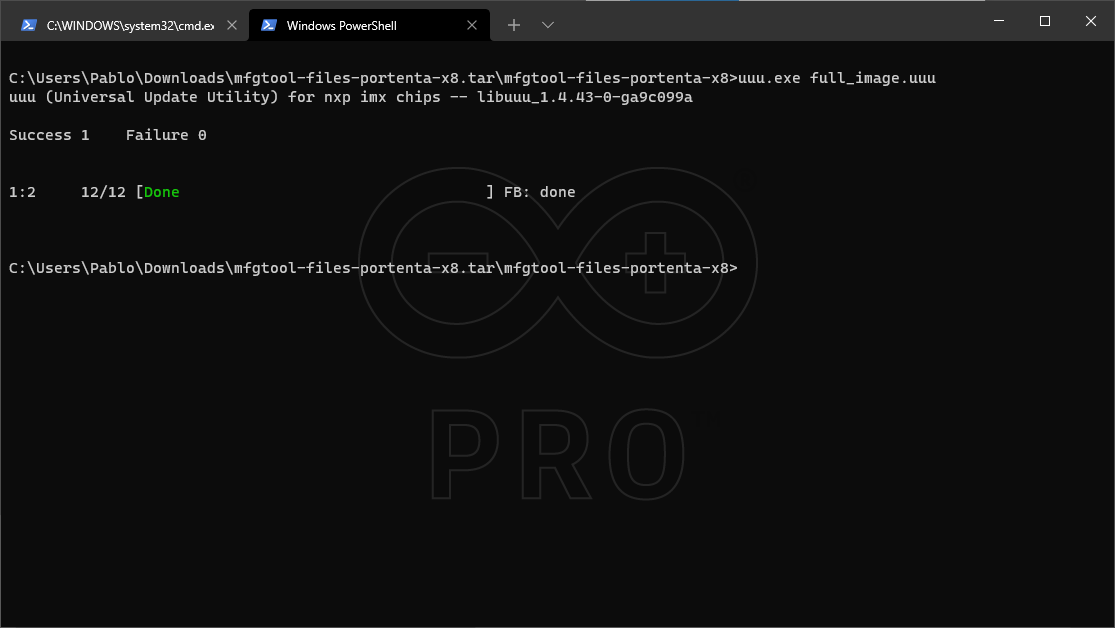 C:\WINDOWS\system32\cmd.ex
Windows PowerShell
C:\Users\Pablo\Downloads\mfgtool-files-portenta-x8.tar\mfgtool-files-portenta-x8>uuu.exe full_image.uuu
uuu (Universal Update Utility) for nxp imx chips -- libuuu_1.4.43-0-ga9c099a
Success 1    Failure 0
1:2     12/12 [Done                                  ] FB: done
C:\Users\Pablo\Downloads\mfgtool-files-portenta-x8.tar\mfgtool-files-portenta-x8>
PRO